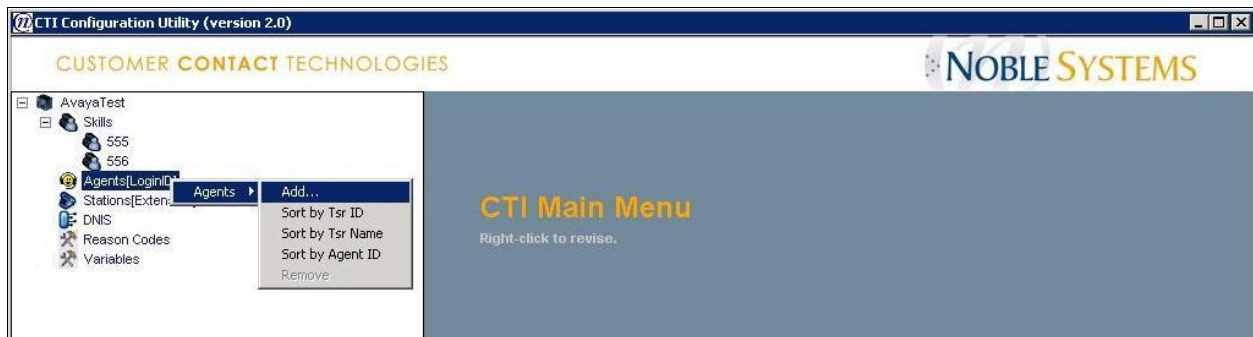 CTI Configuration Utility (version 2.0)
CUSTOMER CONTACT TECHNOLOGIES
NOBLE SYSTEMS
AvayaTest
Skills
555
556
Agents[LoginID]
Agents
Add...
Stations[Exten
Sort by Tsr ID
DNIS
Sort by Tsr Name
Reason Codes
Sort by Agent ID
Variables
Remove
CTI Main Menu
Right-click to revise.